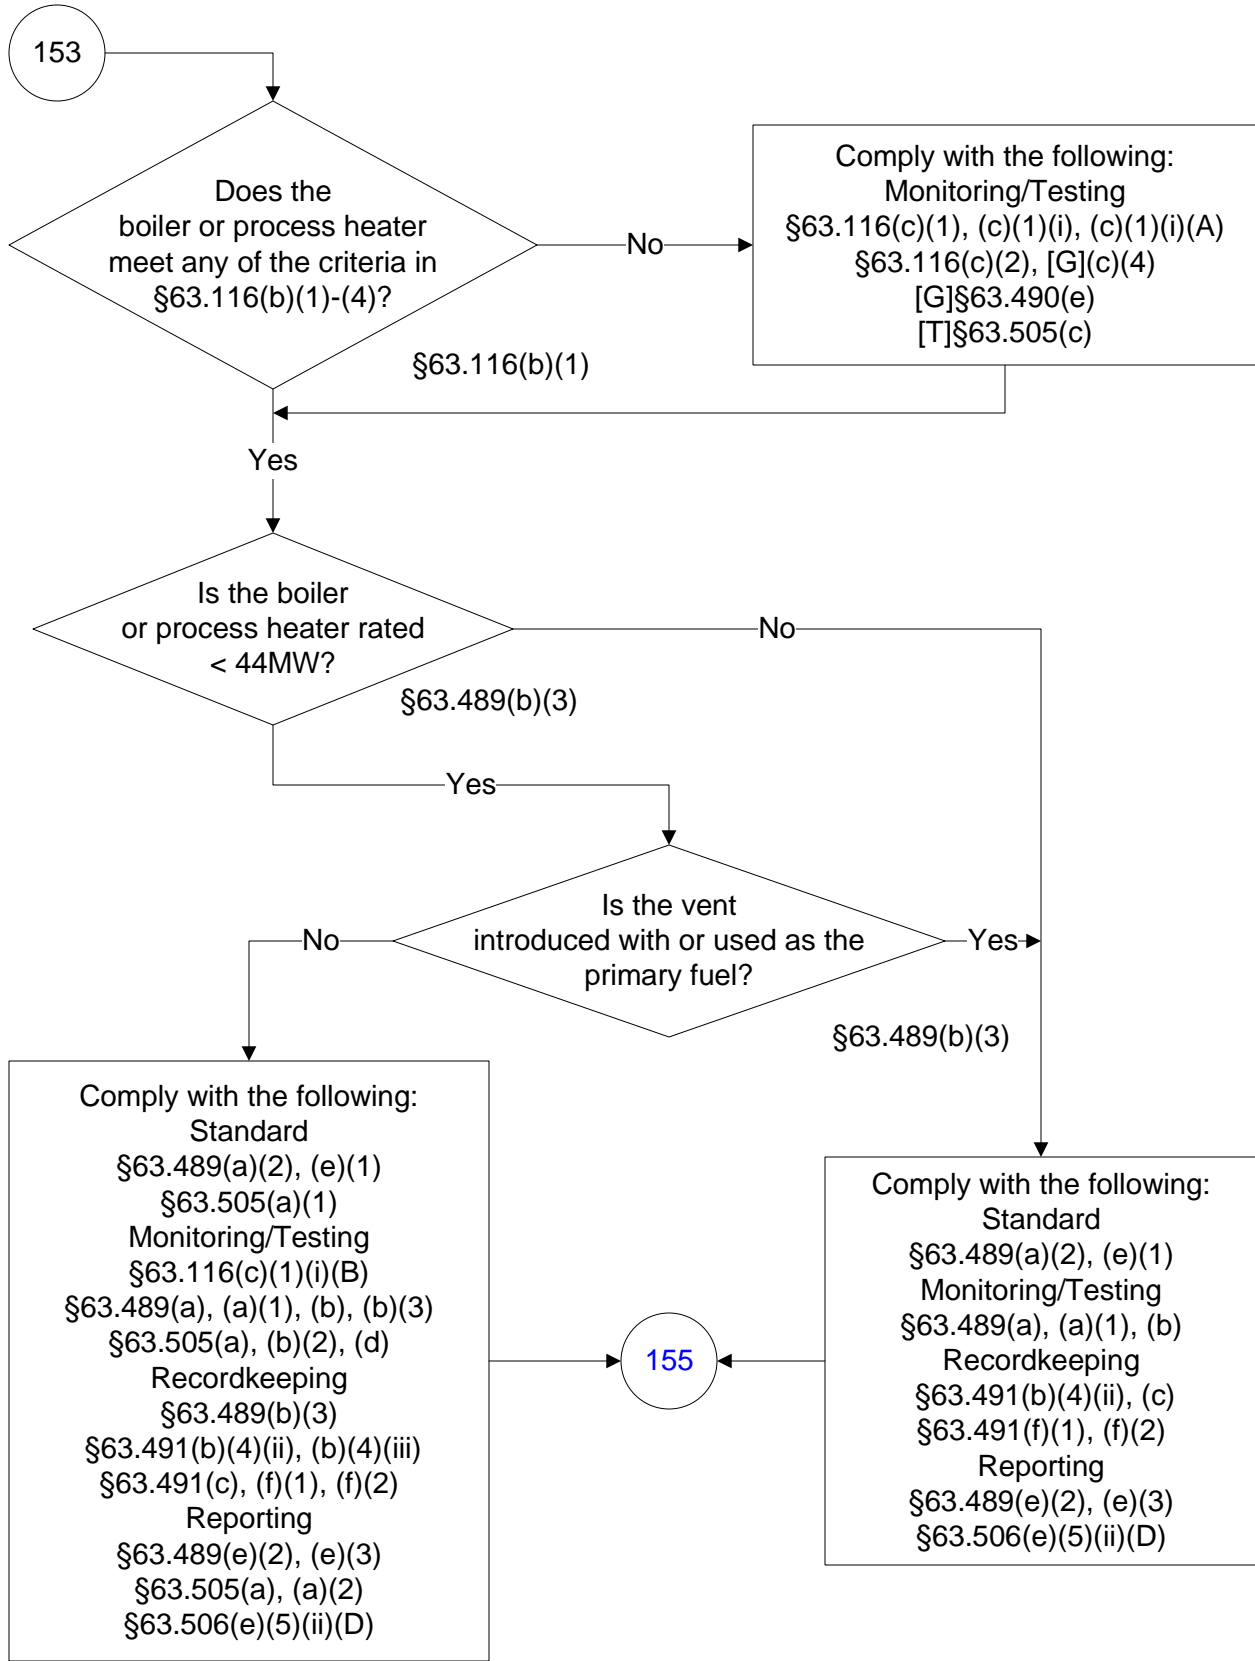 153
Does the
boiler or process heater
meet any of the criteria in
§63.116(b)(1)-(4)?
No
Comply with the following:
Monitoring/Testing
§63.116(c)(1), (c)(1)(i), (c)(1)(i)(A)
§63.116(c)(2), [G](c)(4)
[G]§63.490(e)
[T]§63.505(c)
§63.116(b)(1)
Yes
Is the boiler
or process heater rated
< 44MW?
No
§63.489(b)(3)
Yes
Is the vent
introduced with or used as the
primary fuel?
No
Yes
§63.489(b)(3)
Comply with the following:
Standard
§63.489(a)(2), (e)(1)
§63.505(a)(1)
Monitoring/Testing
§63.116(c)(1)(i)(B)
§63.489(a), (a)(1), (b), (b)(3)
§63.505(a), (b)(2), (d)
Recordkeeping
§63.489(b)(3)
§63.491(b)(4)(ii), (b)(4)(iii)
§63.491(c), (f)(1), (f)(2)
Reporting
§63.489(e)(2), (e)(3)
§63.505(a), (a)(2)
§63.506(e)(5)(ii)(D)
155
Comply with the following:
Standard
§63.489(a)(2), (e)(1)
Monitoring/Testing
§63.489(a), (a)(1), (b)
Recordkeeping
§63.491(b)(4)(ii), (c)
§63.491(f)(1), (f)(2)
Reporting
§63.489(e)(2), (e)(3)
§63.506(e)(5)(ii)(D)